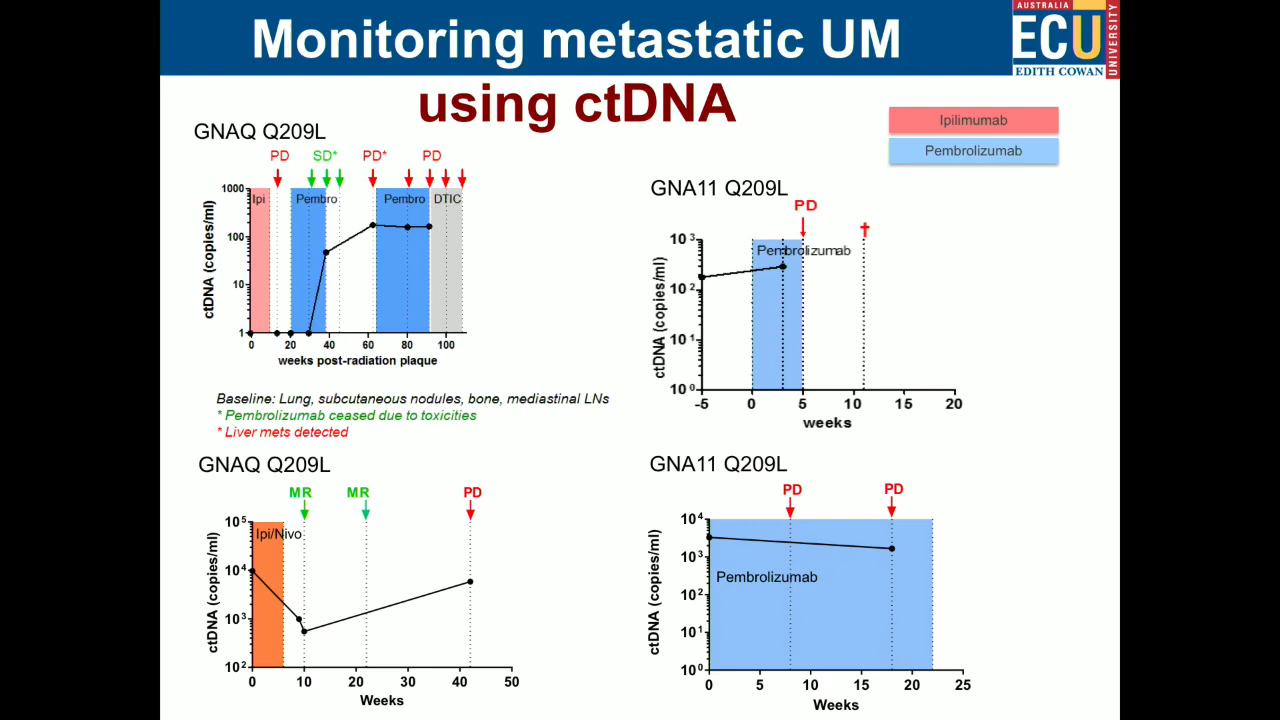 Monitoring metastatic UM
using ctDNA
AUSTRALIA
ECU
EDITH COWAN
UNIVERSITY
Ipilimumab
Pembrolizumab
GNAQ Q209L
PD SD* PD* PD
Ipi Pembro Pembro DTIC
ctDNA (copies/ml)
1000
100
10
1
0 20 40 60 80 100
weeks post-radiation plaque
Baseline: Lung, subcutaneous nodules, bone, mediastinal LNs
* Pembrolizumab ceased due to toxicities
* Liver mets detected
GNA11 Q209L
PD †
Pembrolizumab
ctDNA (copies/ml)
10³
10²
10¹
10⁰
-5 0 5 10 15 20
weeks
GNAQ Q209L
MR MR PD
Ipi/Nivo
ctDNA (copies/ml)
10⁵
10⁴
10³
10²
0 10 20 30 40 50
Weeks
GNA11 Q209L
PD PD
Pembrolizumab
ctDNA (copies/ml)
10⁴
10³
10²
10¹
10⁰
0 5 10 15 20 25
Weeks